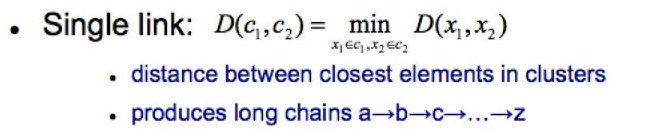 • Single link: D(c₁,c₂) = min D(x₁,x₂)
x₁∈c₁,x₂∈c₂
• distance between closest elements in clusters
• produces long chains a→b→c→...→z